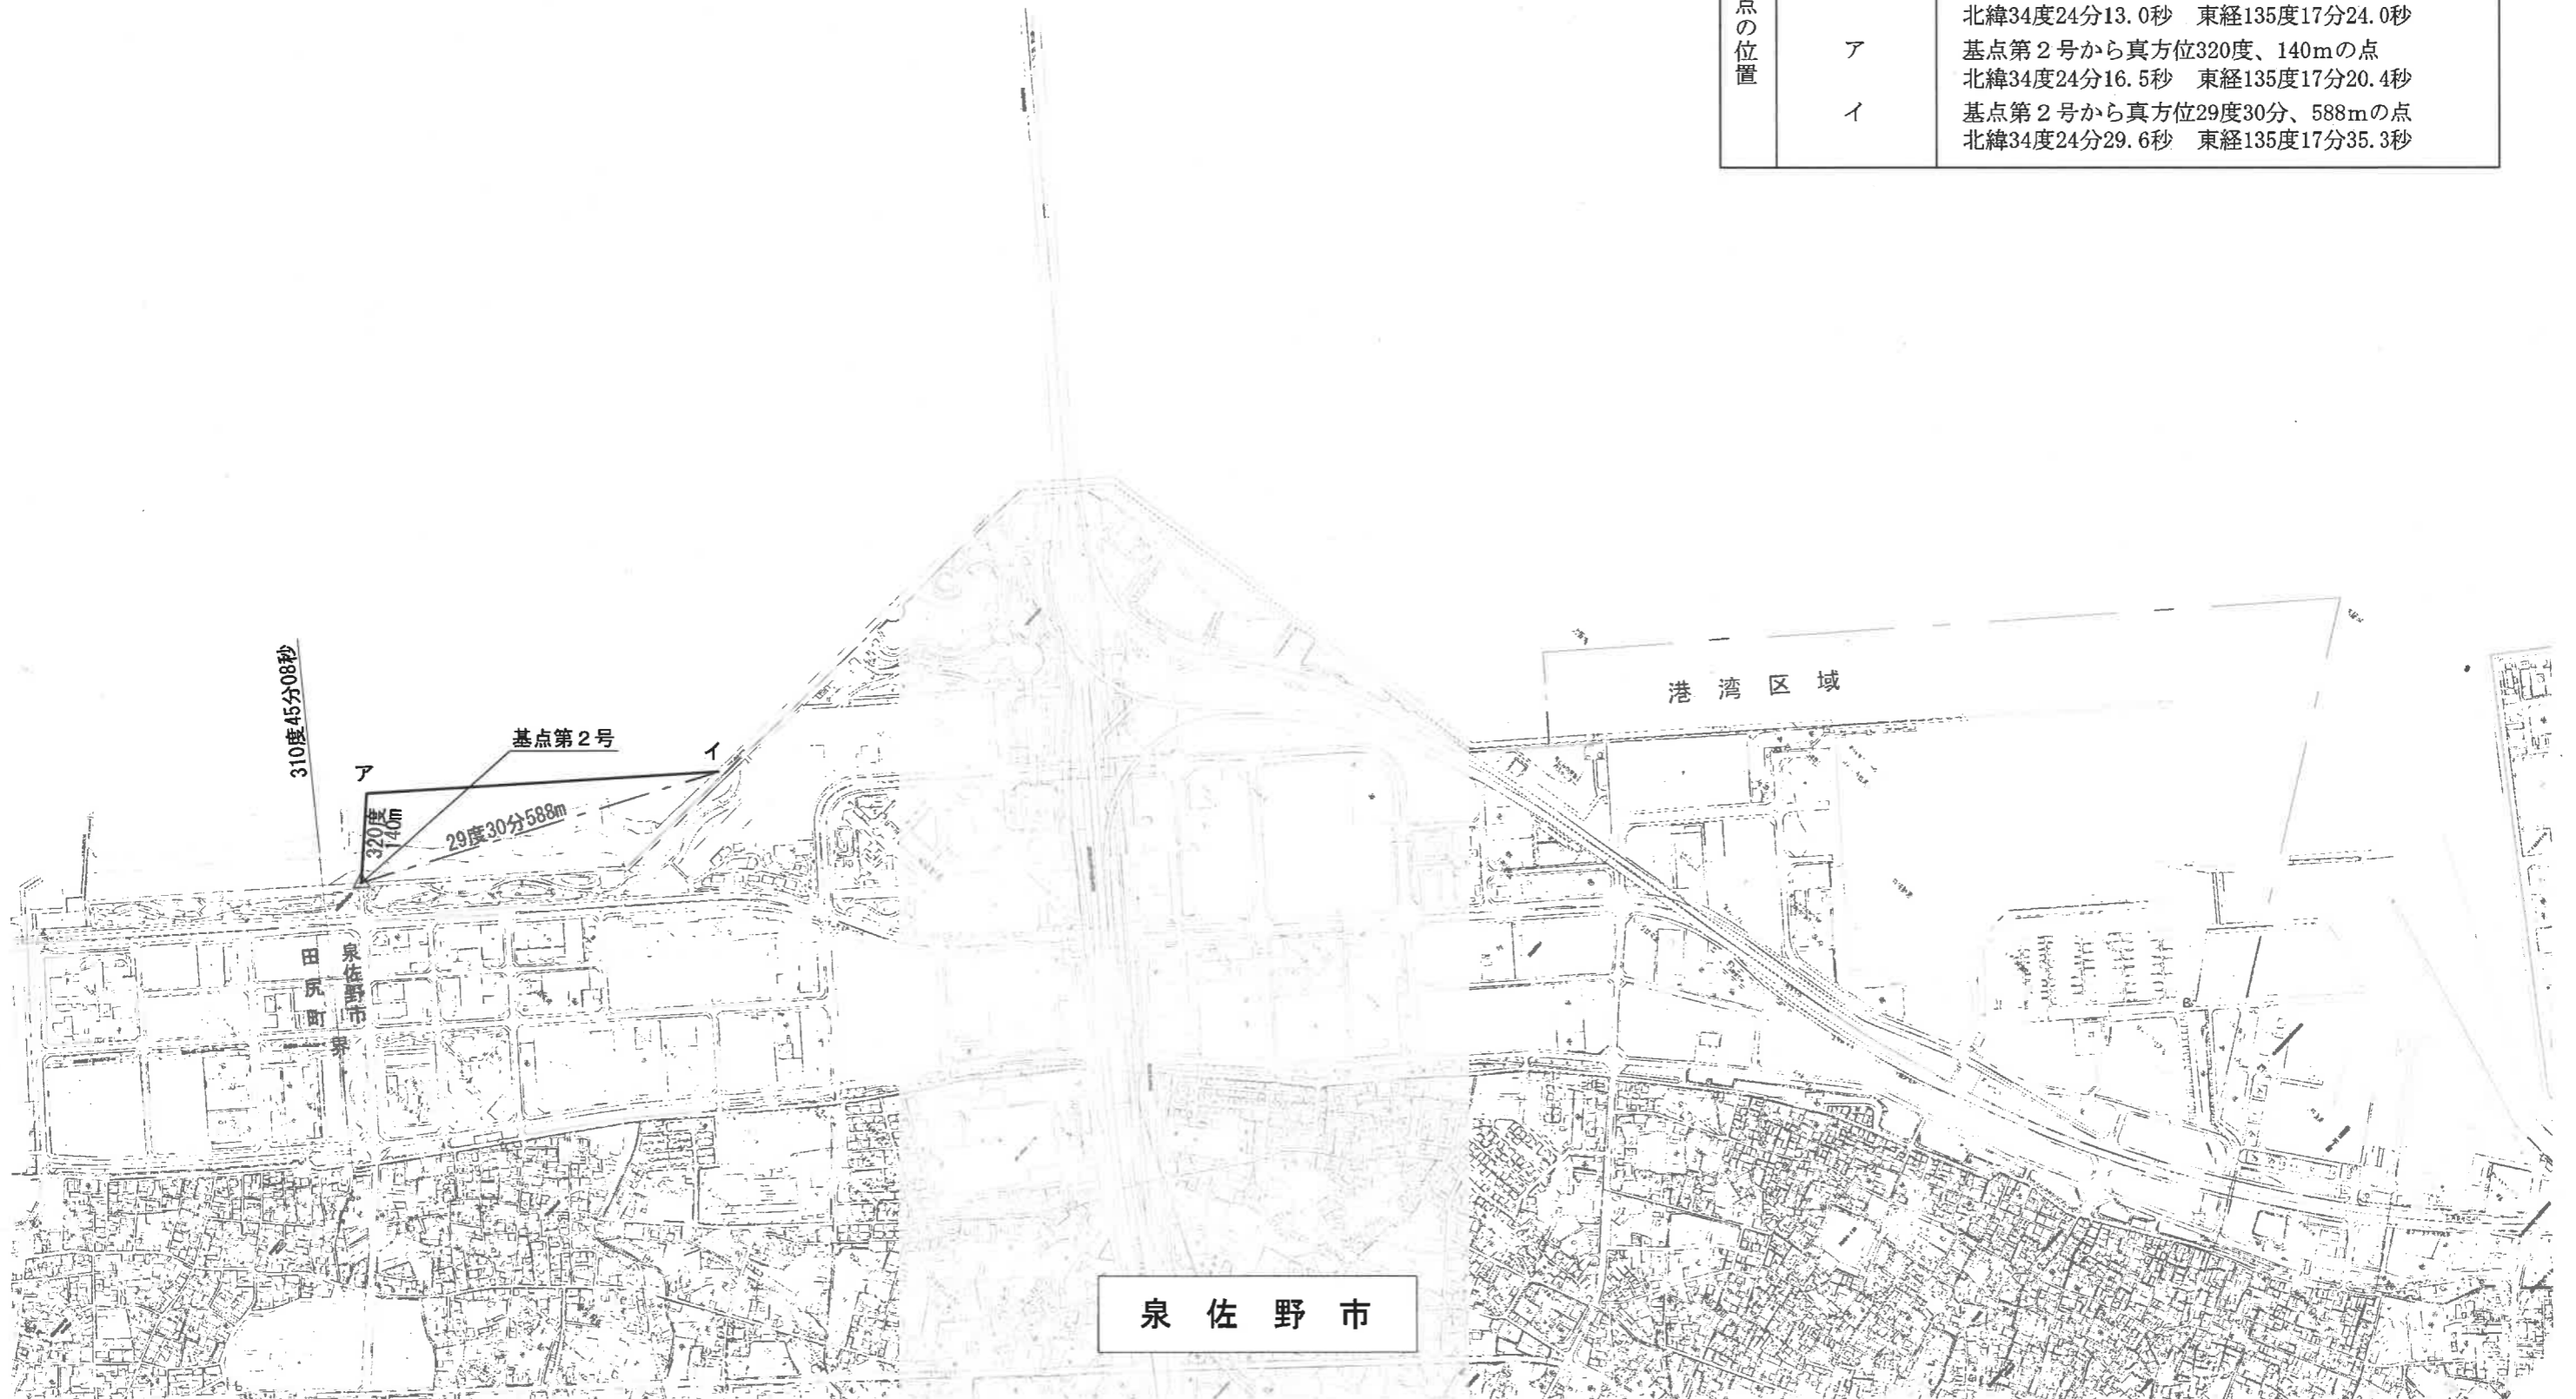 点の位置
北緯34度24分13.0秒　東経135度17分24.0秒
ア
基点第２号から真方位320度、140mの点
北緯34度24分16.5秒　東経135度17分20.4秒
イ
基点第２号から真方位29度30分、588mの点
北緯34度24分29.6秒　東経135度17分35.3秒
港湾区域
310度45分08秒
基点第２号
ア
イ
320度
140m
29度30分588m
田尻町
泉佐野市
界
泉佐野市